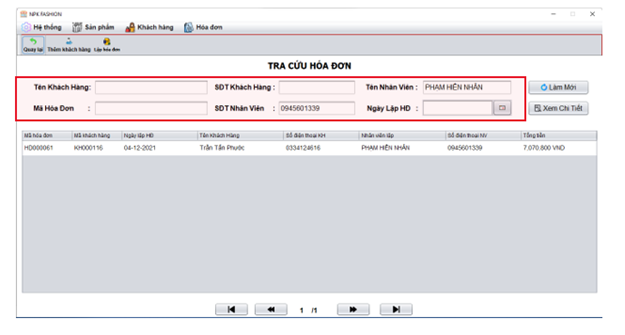 NPK FASHION
Hệ thống Sản phẩm Khách hàng Hóa đơn
Quay lại Thêm khách hàng Lập hóa đơn
TRA CỨU HÓA ĐƠN
Tên Khách Hàng: SDT Khách Hàng : Tên Nhân Viên : PHẠM HIỀN NHÂN Làm Mới
Mã Hóa Đơn : SDT Nhân Viên : 0945601339 Ngày Lập HD : Xem Chi Tiết
Mã hóa đơn Mã khách hàng Ngày lập HD Tên Khách Hàng Số điện thoại KH Nhân viên lập Số điện thoại NV Tổng tiền
HD000061 KH000116 04-12-2021 Trần Tấn Phước 0334124616 PHẠM HIỀN NHÂN 0945601339 7,070,800 VND
1 /1